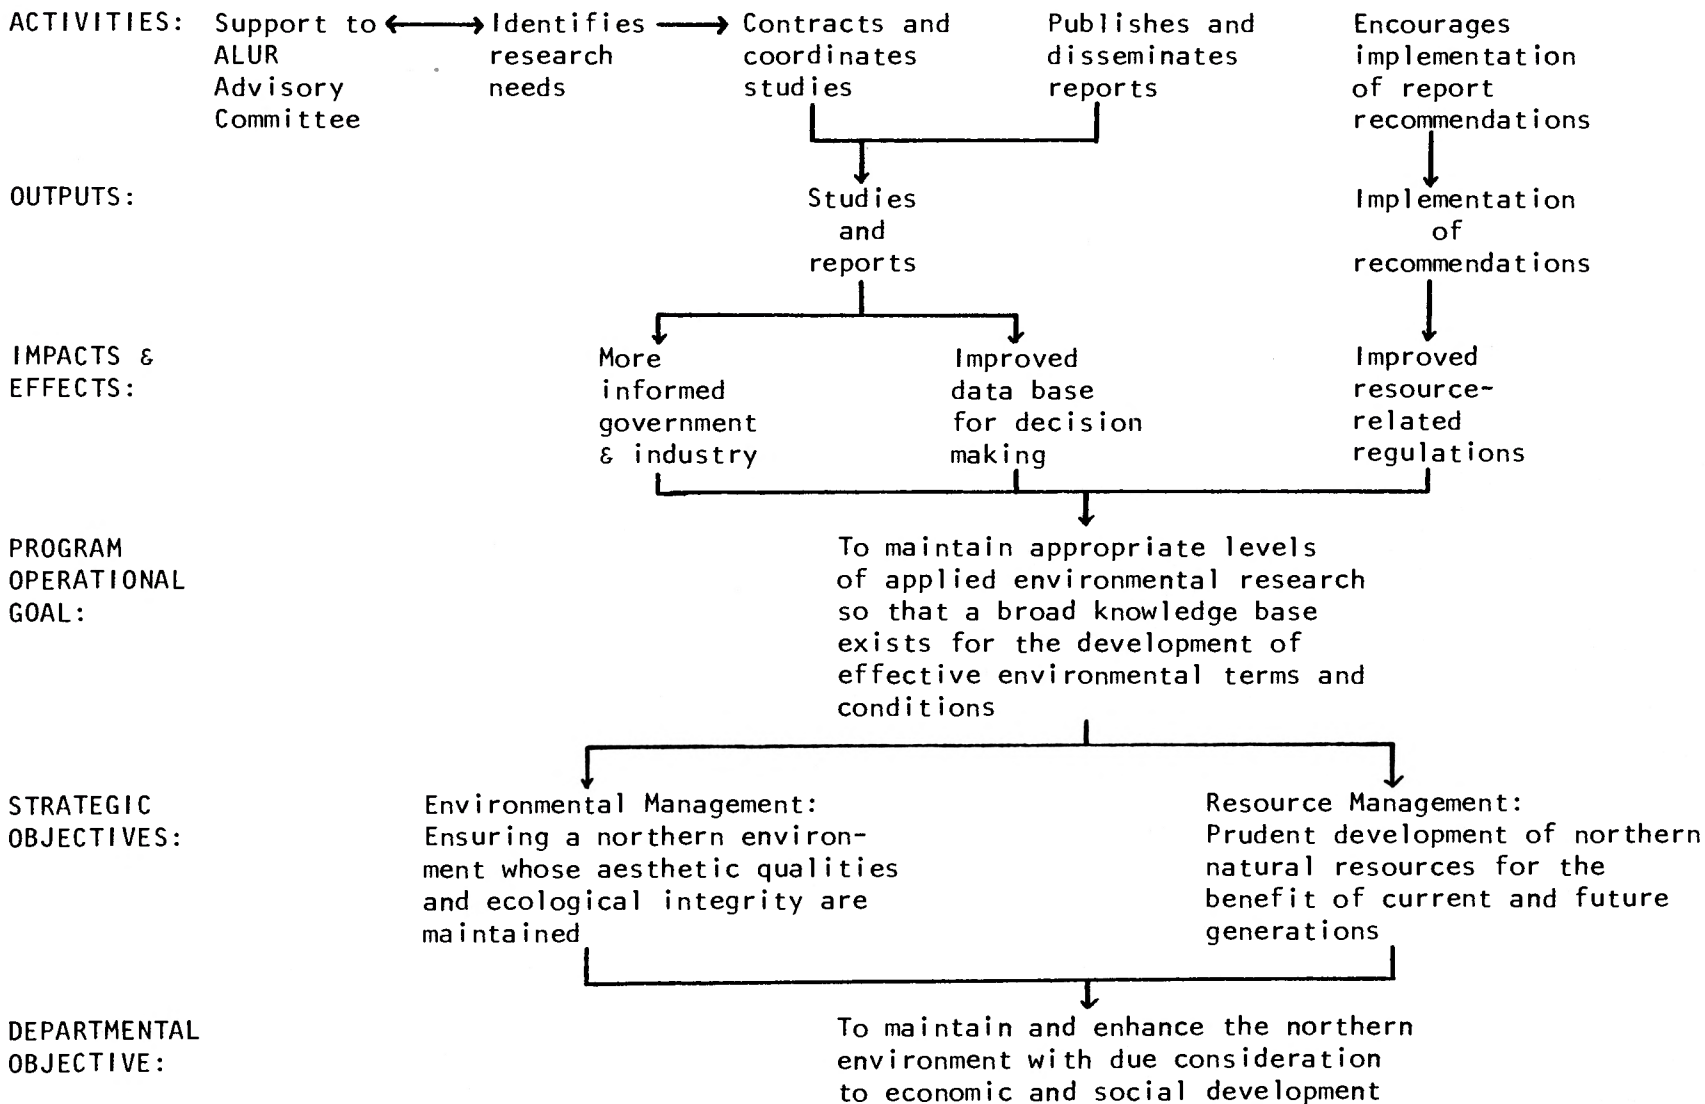 ACTIVITIES:
Support to
ALUR
Advisory
Committee
Identifies
research
needs
Contracts and
coordinates
studies
Publishes and
disseminates
reports
Encourages
implementation
of report
recommendations
OUTPUTS:
Studies
and
reports
Implementation
of
recommendations
IMPACTS &
EFFECTS:
More
informed
government
& industry
Improved
data base
for decision
making
Improved
resource-
related
regulations
PROGRAM
OPERATIONAL
GOAL:
To maintain appropriate levels
of applied environmental research
so that a broad knowledge base
exists for the development of
effective environmental terms and
conditions
STRATEGIC
OBJECTIVES:
Environmental Management:
Ensuring a northern environ-
ment whose aesthetic qualities
and ecological integrity are
maintained
Resource Management:
Prudent development of northern
natural resources for the
benefit of current and future
generations
DEPARTMENTAL
OBJECTIVE:
To maintain and enhance the northern
environment with due consideration
to economic and social development